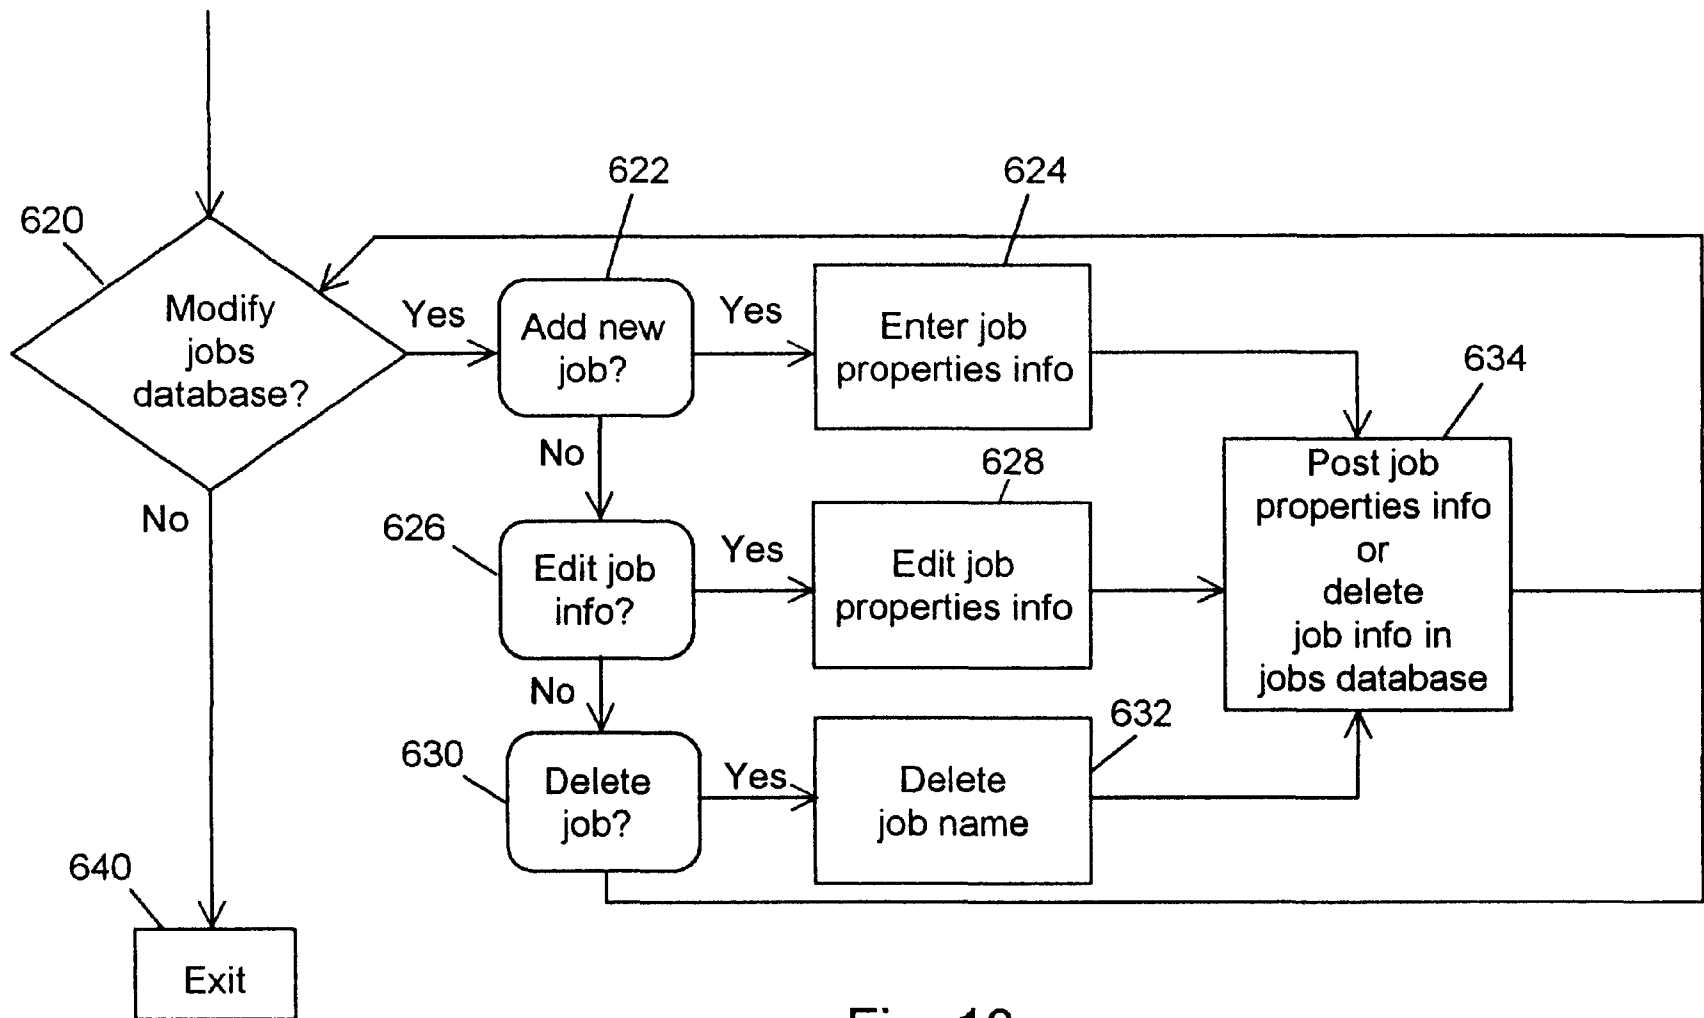 622
624
620
Modify
jobs
database?
Yes
Add new
job?
Yes
Enter job
properties info
634
No
No
626
Edit job
info?
Yes
628
Edit job
properties info
Post job
properties info
or
delete
job info in
jobs database
No
630
Delete
job?
Yes
632
Delete
job name
640
Exit